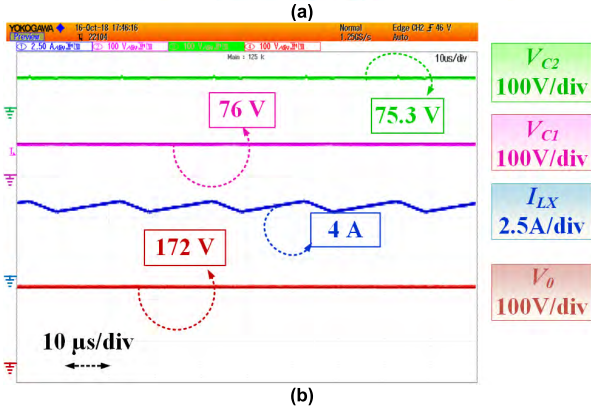 (a)
YOKOGAWA 16-Oct-18 17:46:16 Normal Edge CH2 46 V
Preview 22104 1.25GS/s Auto
2.50 A 100 V 100 V 100 V
Main : 125 k 10us/div
76 V
75.3 V
4 A
172 V
10 µs/div
VC2
100V/div
VC1
100V/div
ILX
2.5A/div
V0
100V/div
(b)